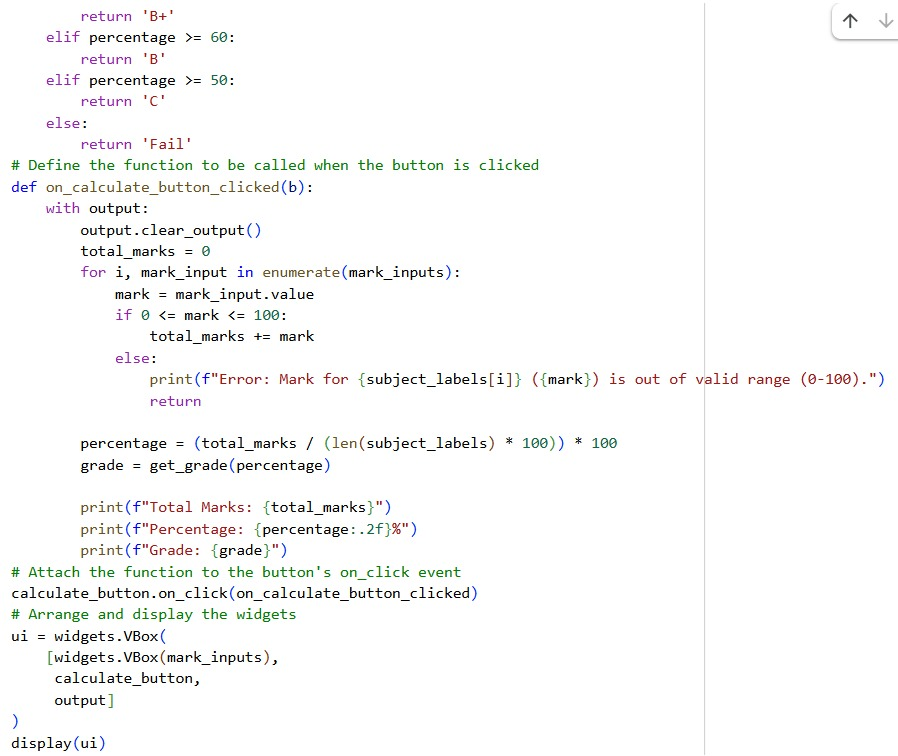 return 'B+'
    elif percentage >= 60:
        return 'B'
    elif percentage >= 50:
        return 'C'
    else:
        return 'Fail'
# Define the function to be called when the button is clicked
def on_calculate_button_clicked(b):
    with output:
        output.clear_output()
        total_marks = 0
        for i, mark_input in enumerate(mark_inputs):
            mark = mark_input.value
            if 0 <= mark <= 100:
                total_marks += mark
            else:
                print(f"Error: Mark for {subject_labels[i]} ({mark}) is out of valid range (0-100).")
                return

        percentage = (total_marks / (len(subject_labels) * 100)) * 100
        grade = get_grade(percentage)

        print(f"Total Marks: {total_marks}")
        print(f"Percentage: {percentage:.2f}%")
        print(f"Grade: {grade}")
# Attach the function to the button's on_click event
calculate_button.on_click(on_calculate_button_clicked)
# Arrange and display the widgets
ui = widgets.VBox(
    [widgets.VBox(mark_inputs),
     calculate_button,
     output]
)
display(ui)